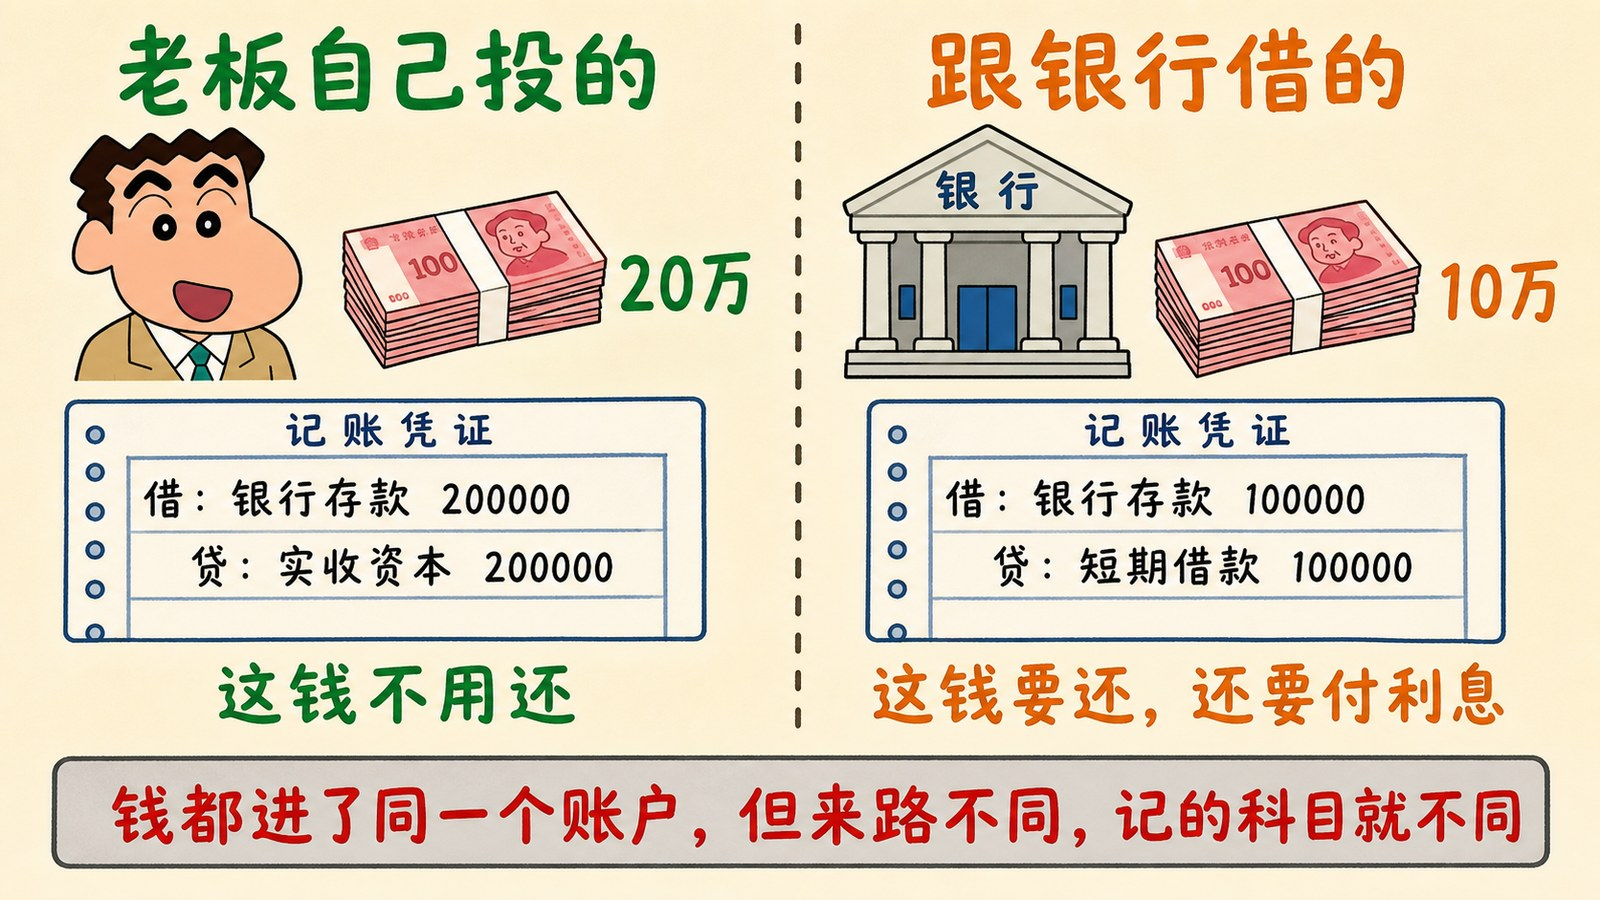 老板自己投的
100
20万
记账凭证
借：银行存款 200000
贷：实收资本 200000
这钱不用还
跟银行借的
银行
100
10万
记账凭证
借：银行存款 100000
贷：短期借款 100000
这钱要还，还要付利息
钱都进了同一个账户，但来路不同，记的科目就不同